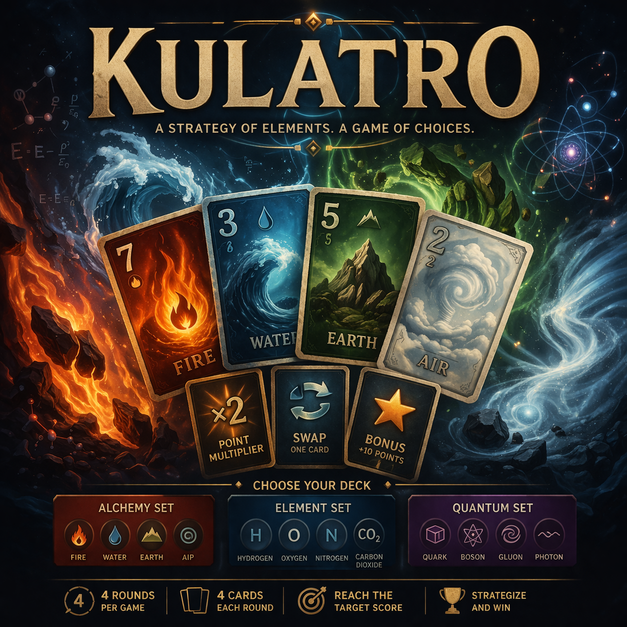 KULATRO
A STRATEGY OF ELEMENTS. A GAME OF CHOICES.
7
FIRE
3
WATER
5
5
EARTH
2
2
AIR
×2
POINT
MULTIPLIER
SWAP
ONE CARD
BONUS
+10 POINTS
CHOOSE YOUR DECK
ALCHEMY SET
FIRE WATER EARTH AIP
ELEMENT SET
H O N CO₂
HYDROGEN OXYGEN NITROGEN CARBON
DIOXIDE
QUANTUM SET
QUARK BOSON GLUON PHOTON
4 4 ROUNDS
PER GAME
4 CARDS
EACH ROUND
REACH THE
TARGET SCORE
STRATEGIZE
AND WIN